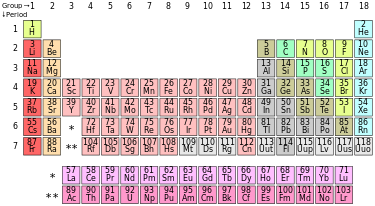 Group→ 1 2 3 4 5 6 7 8 9 10 11 12 13 14 15 16 17 18
↓Period
1 1 2
H He
2 3 4 5 6 7 8 9 10
Li Be B C N O F Ne
3 11 12 13 14 15 16 17 18
Na Mg Al Si P S Cl Ar
4 19 20 21 22 23 24 25 26 27 28 29 30 31 32 33 34 35 36
K Ca Sc Ti V Cr Mn Fe Co Ni Cu Zn Ga Ge As Se Br Kr
5 37 38 39 40 41 42 43 44 45 46 47 48 49 50 51 52 53 54
Rb Sr Y Zr Nb Mo Tc Ru Rh Pd Ag Cd In Sn Sb Te I Xe
6 55 56 * 72 73 74 75 76 77 78 79 80 81 82 83 84 85 86
Cs Ba Hf Ta W Re Os Ir Pt Au Hg Tl Pb Bi Po At Rn
7 87 88 ** 104 105 106 107 108 109 110 111 112 113 114 115 116 117 118
Fr Ra Rf Db Sg Bh Hs Mt Ds Rg Cn Uut Fl Uup Lv Uus Uuo
* 57 58 59 60 61 62 63 64 65 66 67 68 69 70 71
La Ce Pr Nd Pm Sm Eu Gd Tb Dy Ho Er Tm Yb Lu
** 89 90 91 92 93 94 95 96 97 98 99 100 101 102 103
Ac Th Pa U Np Pu Am Cm Bk Cf Es Fm Md No Lr